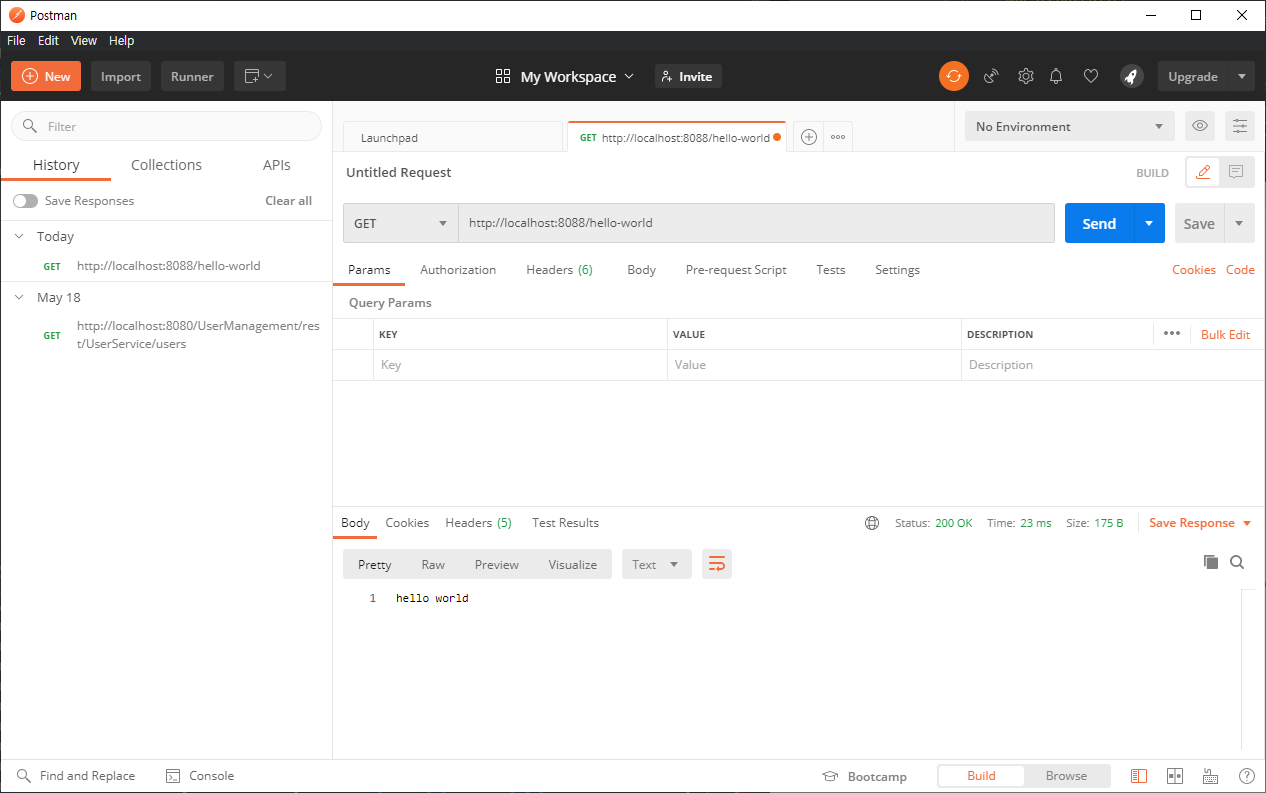 Postman
File Edit View Help
New Import Runner My Workspace Invite Upgrade
Filter
History Collections APIs
Save Responses Clear all
Today
GET http://localhost:8088/hello-world
May 18
GET http://localhost:8080/UserManagement/res
t/UserService/users
Launchpad GET http://localhost:8088/hello-world No Environment
Untitled Request BUILD
GET http://localhost:8088/hello-world Send Save
Params Authorization Headers (6) Body Pre-request Script Tests Settings Cookies Code
Query Params
KEY VALUE DESCRIPTION Bulk Edit
Key Value Description
Body Cookies Headers (5) Test Results Status: 200 OK Time: 23 ms Size: 175 B Save Response
Pretty Raw Preview Visualize Text
1 hello world
Find and Replace Console Bootcamp Build Browse